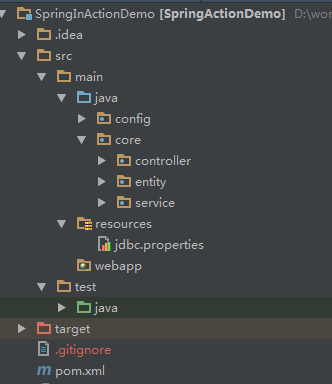 SpringInActionDemo [SpringActionDemo] D:\wor
.idea
src
main
java
config
core
controller
entity
service
resources
jdbc.properties
webapp
test
java
target
.gitignore
pom.xml